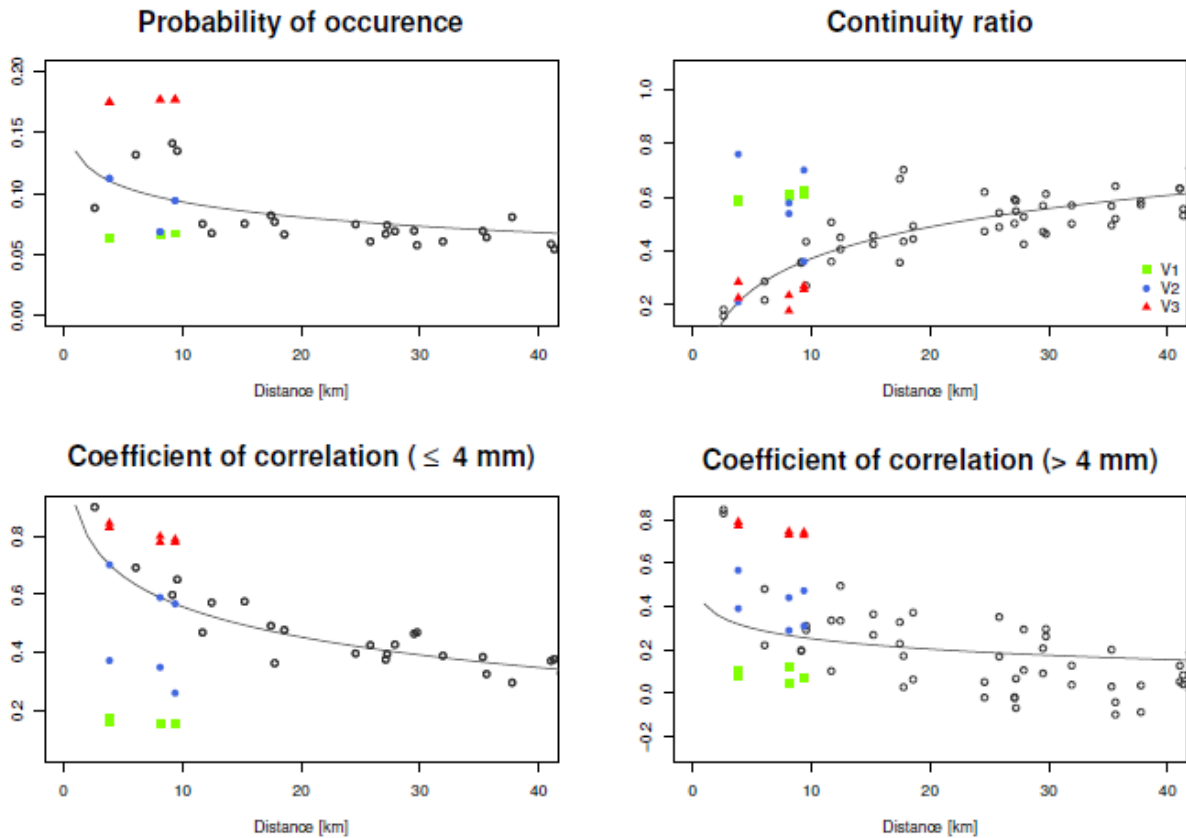 Probability of occurence
0.20
0.15
0.10
0.05
0.00
0 10 20 30 40
Distance [km]
Continuity ratio
1.0
0.8
0.6
0.4
0.2
V1
V2
V3
0 10 20 30 40
Distance [km]
Coefficient of correlation ( ≤ 4 mm)
0.8
0.6
0.4
0.2
0 10 20 30 40
Distance [km]
Coefficient of correlation (> 4 mm)
0.8
0.6
0.4
0.2
0.0
−0.2
0 10 20 30 40
Distance [km]